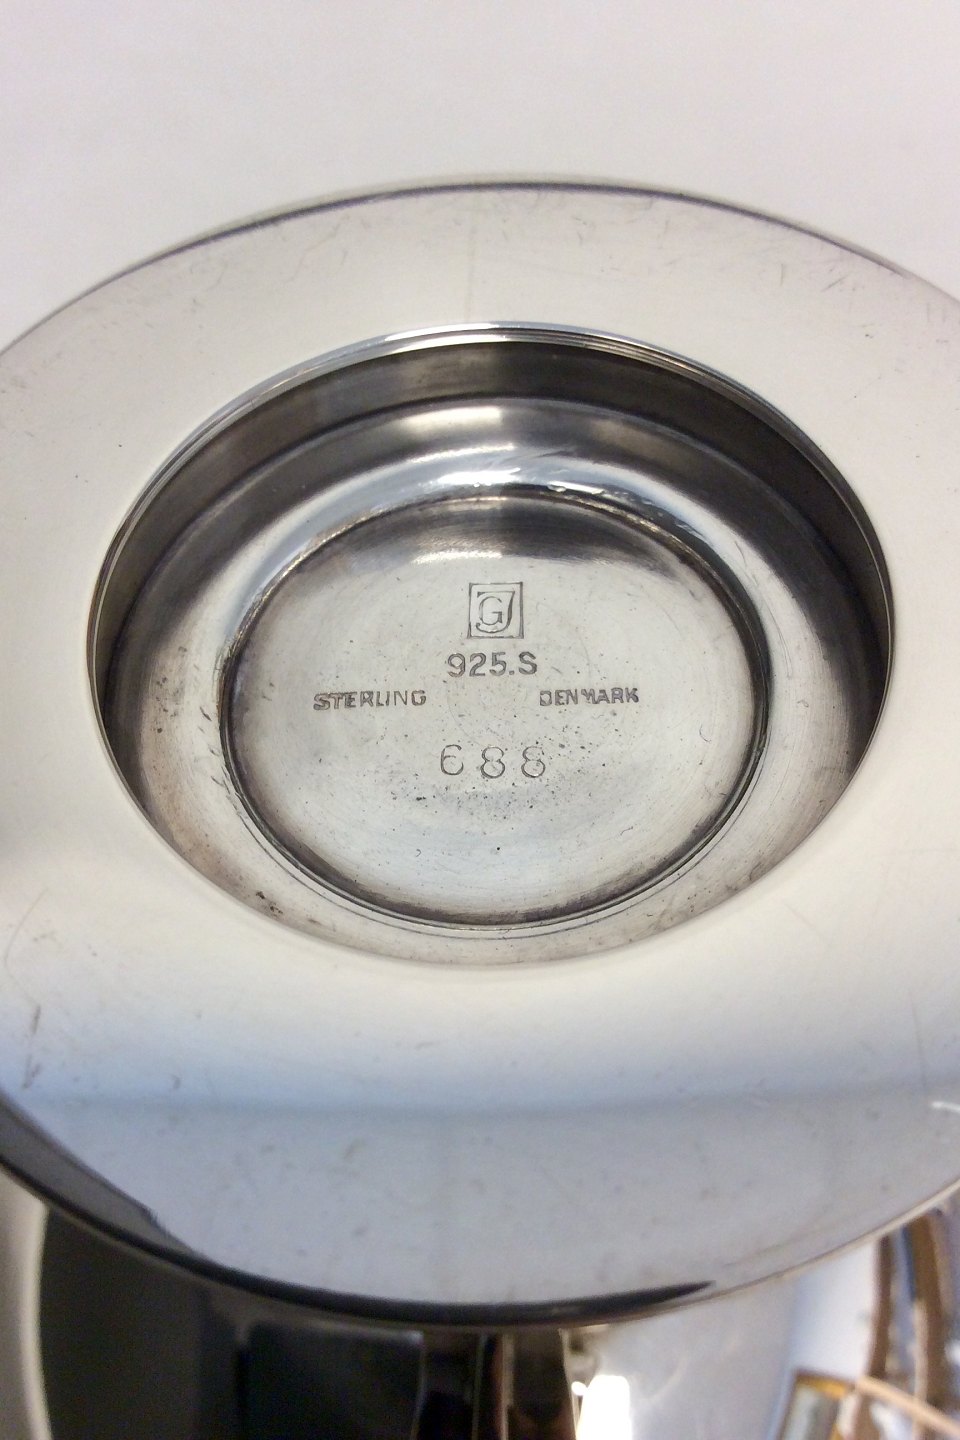 GJ
925.S
STERLING DENMARK
688